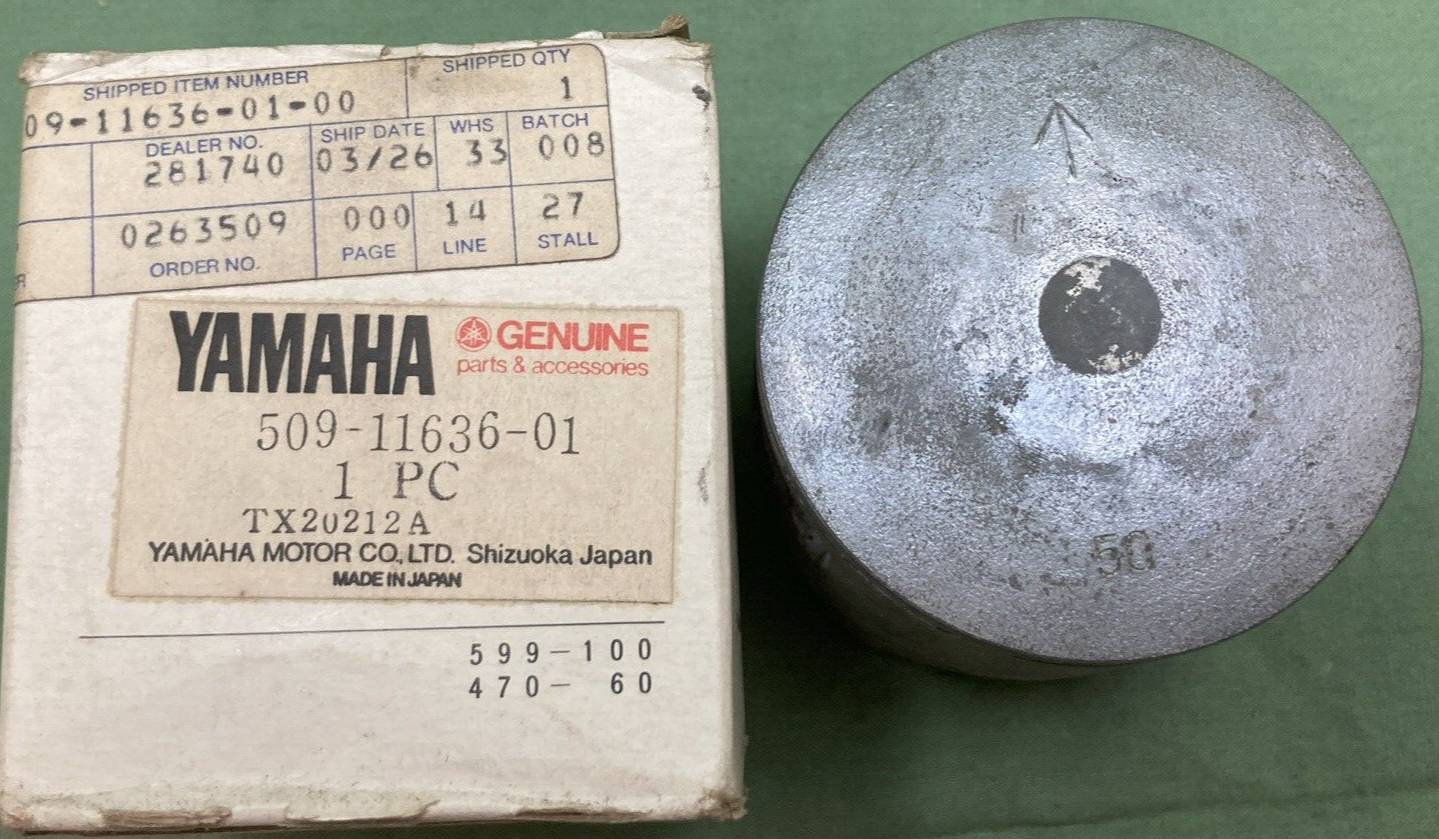 SHIPPED ITEM NUMBER SHIPPED QTY
09-11636-01-00 1
DEALER NO. SHIP DATE WHS BATCH
281740 03/26 33 008
0263509 000 14 27
ORDER NO. PAGE LINE STALL
R
YAMAHA GENUINE
parts & accessories
509-11636-01
1 PC
TX20212A
YAMAHA MOTOR CO., LTD. Shizuoka Japan
MADE IN JAPAN
599-100
470- 60
50